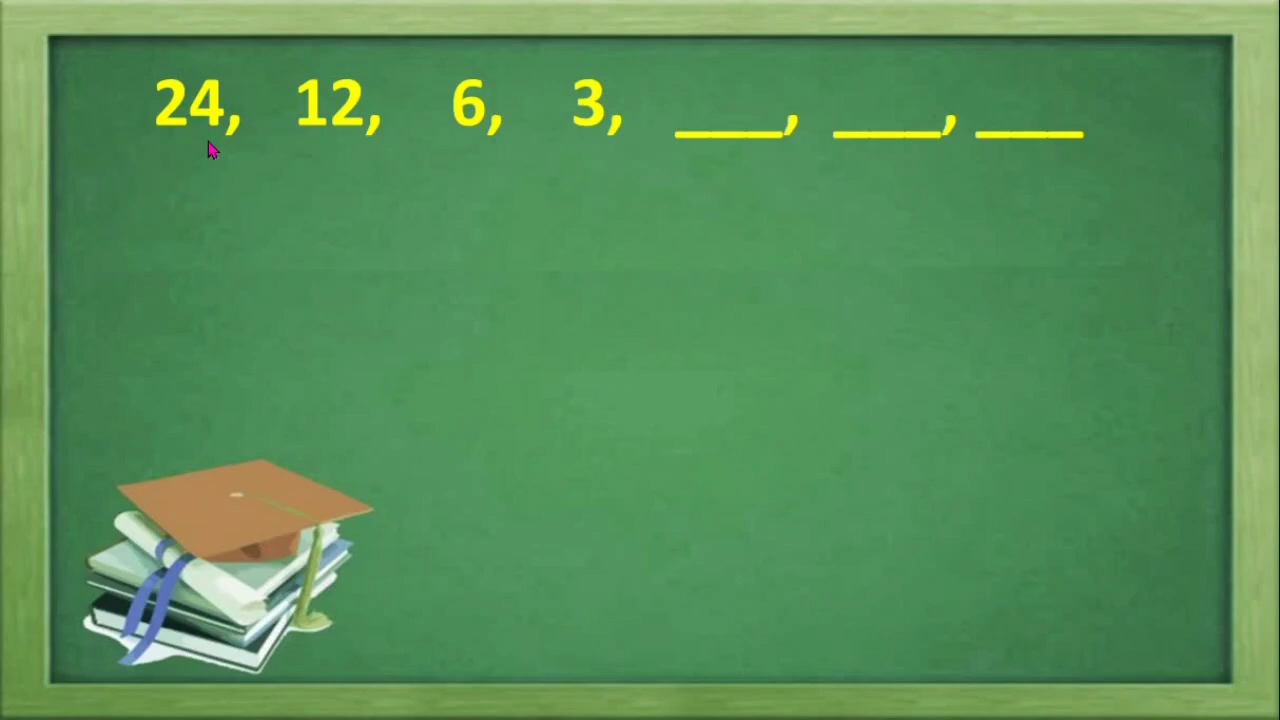 24, 12, 6, 3, ___, ___, ___